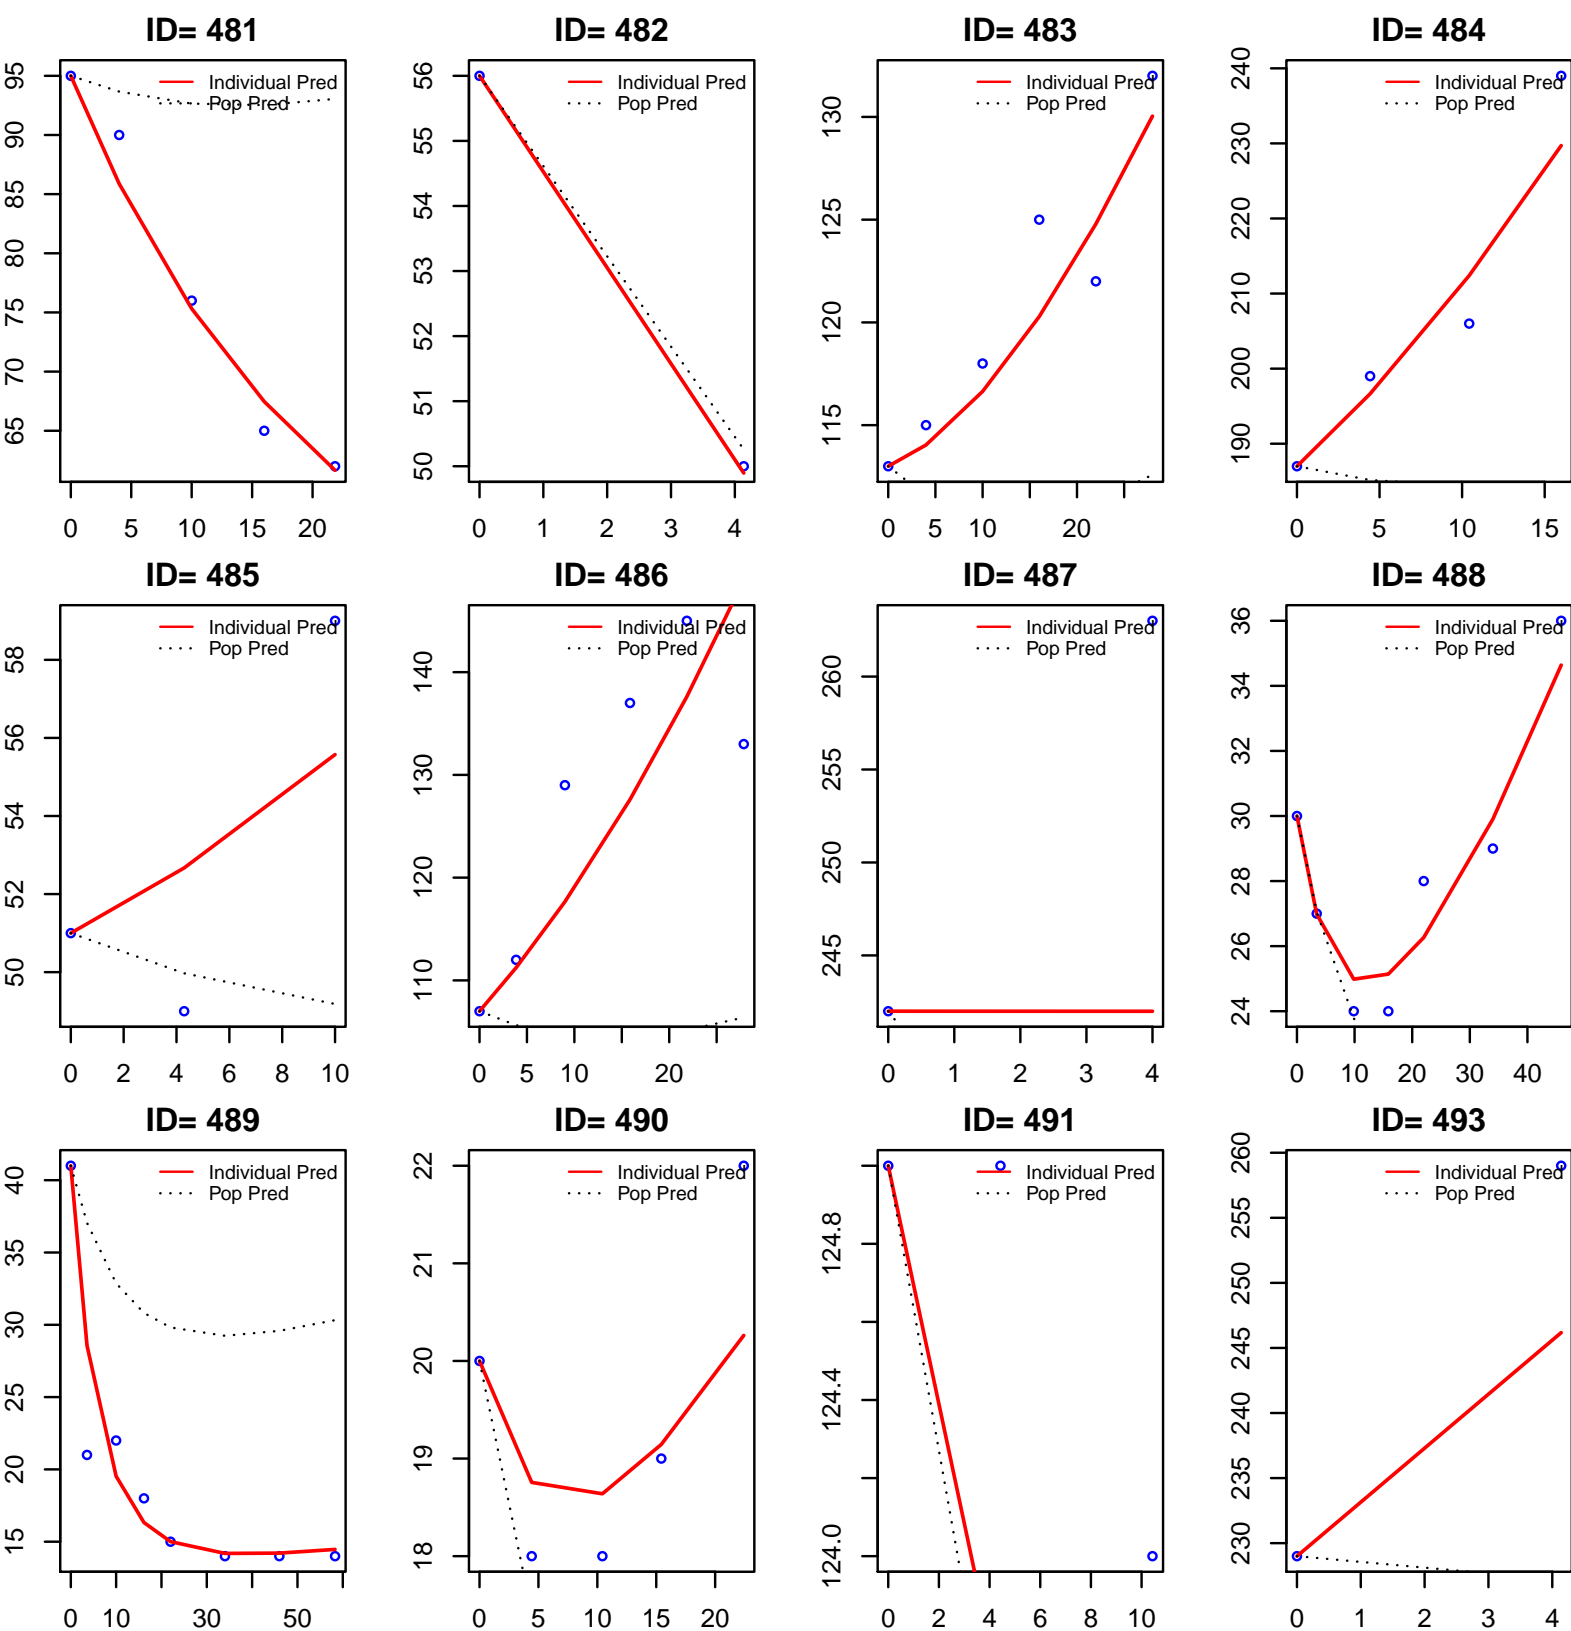 ID= 481 ID= 482 ID= 483 ID= 484
Individual Pred Individual Pred Individual Pred Individual Pred
Pop Pred Pop Pred Pop Pred Pop Pred
65 70 75 80 85 90 95
0 5 10 15 20
50 51 52 53 54 55 56
0 1 2 3 4
115 120 125 130
0 5 10 20
190 200 210 220 230 240
0 5 10 15
ID= 485 ID= 486 ID= 487 ID= 488
Individual Pred Individual Pred Individual Pred Individual Pred
Pop Pred Pop Pred Pop Pred Pop Pred
50 52 54 56 58
0 2 4 6 8 10
110 120 130 140
0 5 10 20
245 250 255 260
0 1 2 3 4
24 26 28 30 32 34 36
0 10 20 30 40
ID= 489 ID= 490 ID= 491 ID= 493
Individual Pred Individual Pred Individual Pred Individual Pred
Pop Pred Pop Pred Pop Pred Pop Pred
15 20 25 30 35 40
0 10 30 50
18 19 20 21 22
0 5 10 15 20
124.0 124.4 124.8
0 2 4 6 8 10
230 235 240 245 250 255 260
0 1 2 3 4